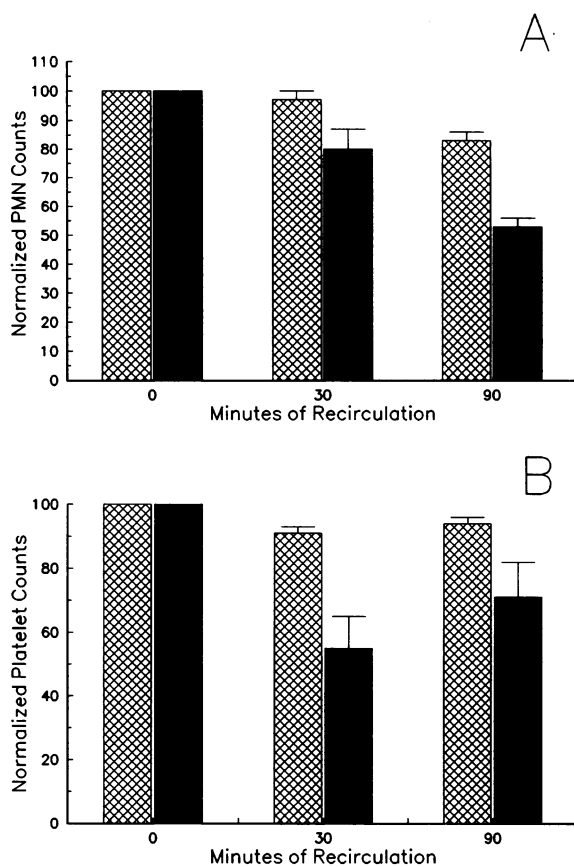 A
Normalized PMN Counts
110
100
90
80
70
60
50
40
30
20
10
0
0 30 90
Minutes of Recirculation
B
Normalized Platelet Counts
100
80
60
40
20
0
0 30 90
Minutes of Recirculation